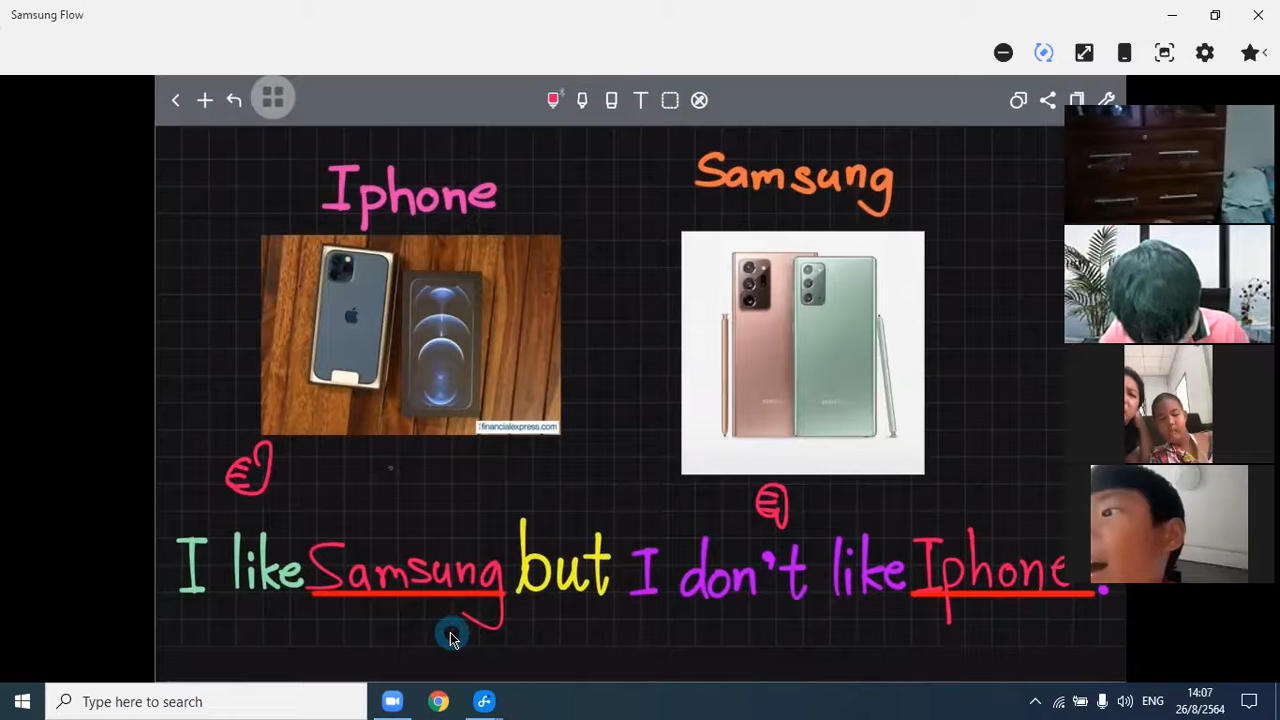 Samsung Flow
Iphone
Samsung
financialexpress.com
SAMSUNG
I like Samsung but I don't like Iphone.
Type here to search
ENG
14:07
26/8/2564